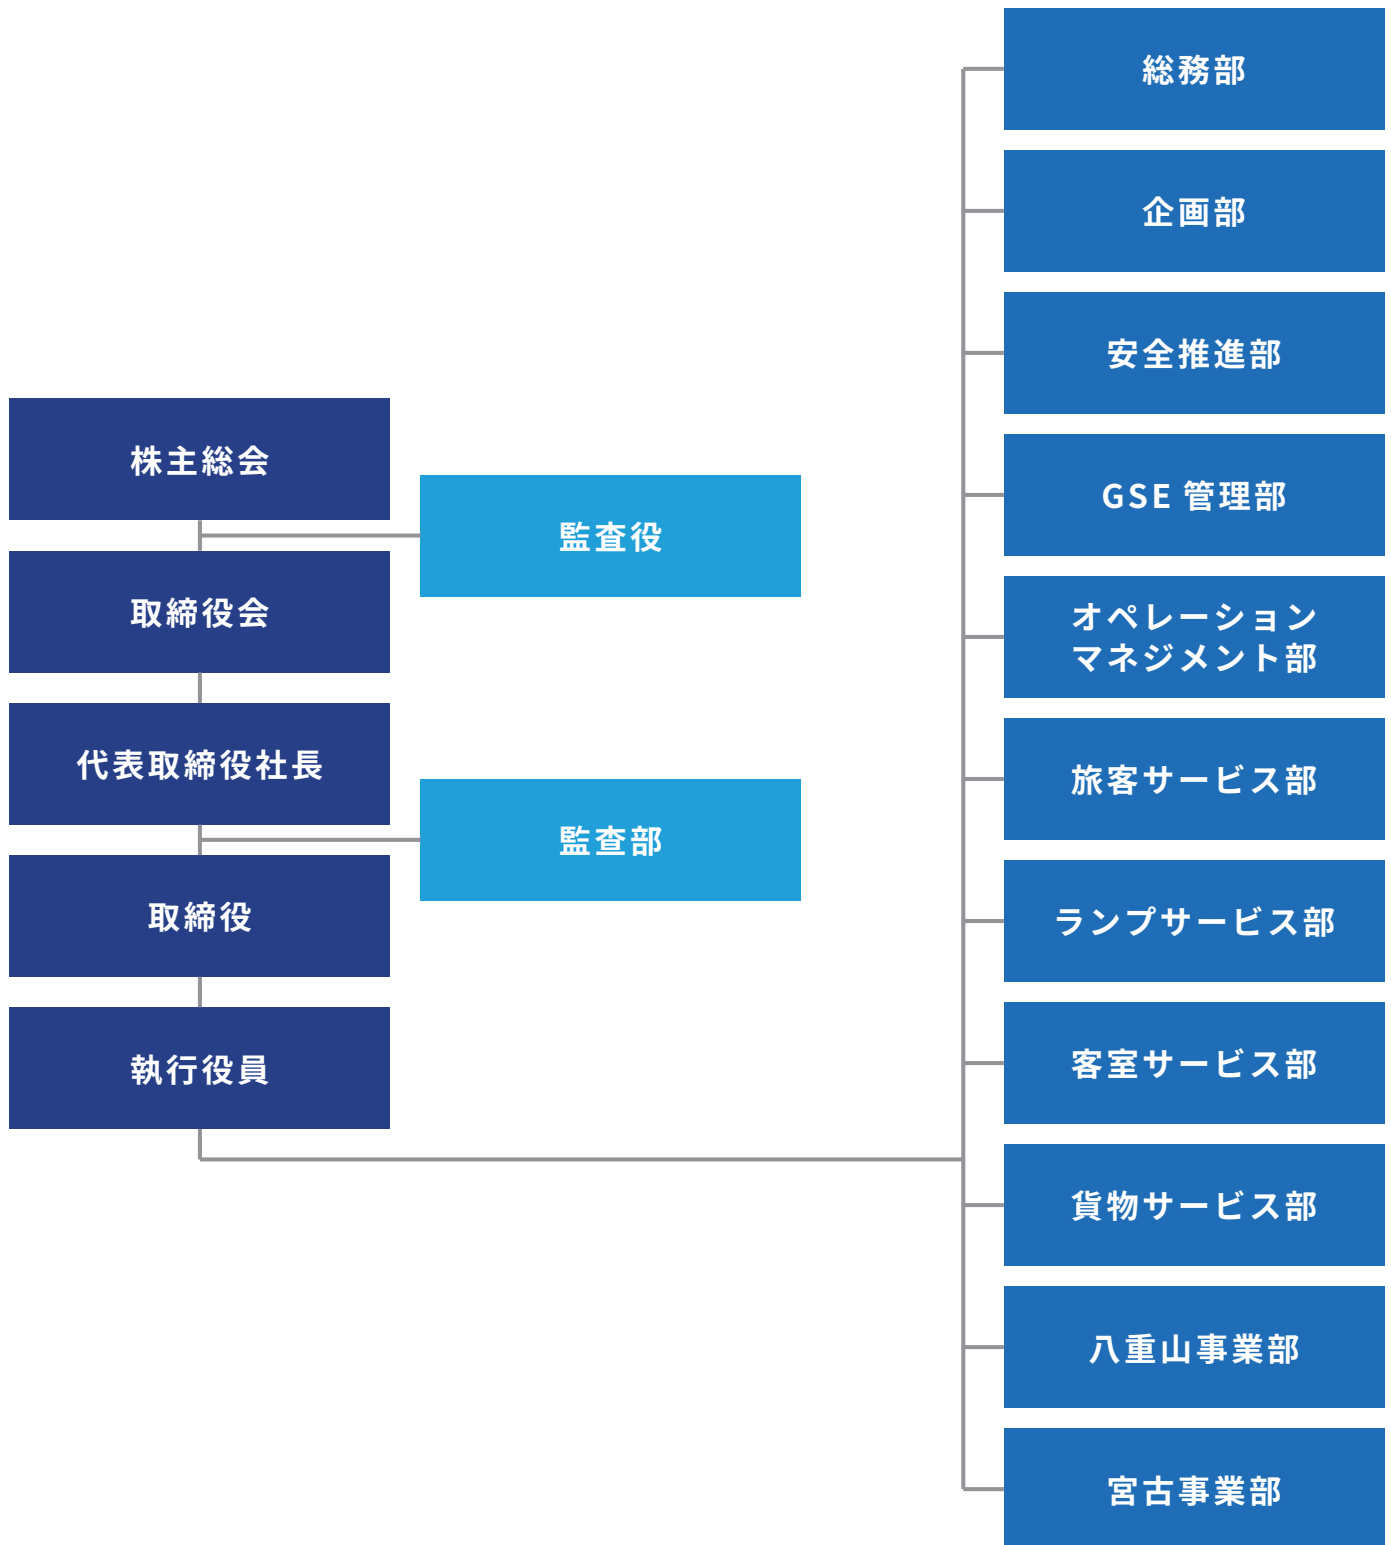 株主総会
監査役
取締役会
代表取締役社長
監査部
取締役
執行役員
総務部
企画部
安全推進部
GSE 管理部
オペレーション
マネジメント部
旅客サービス部
ランプサービス部
客室サービス部
貨物サービス部
八重山事業部
宮古事業部